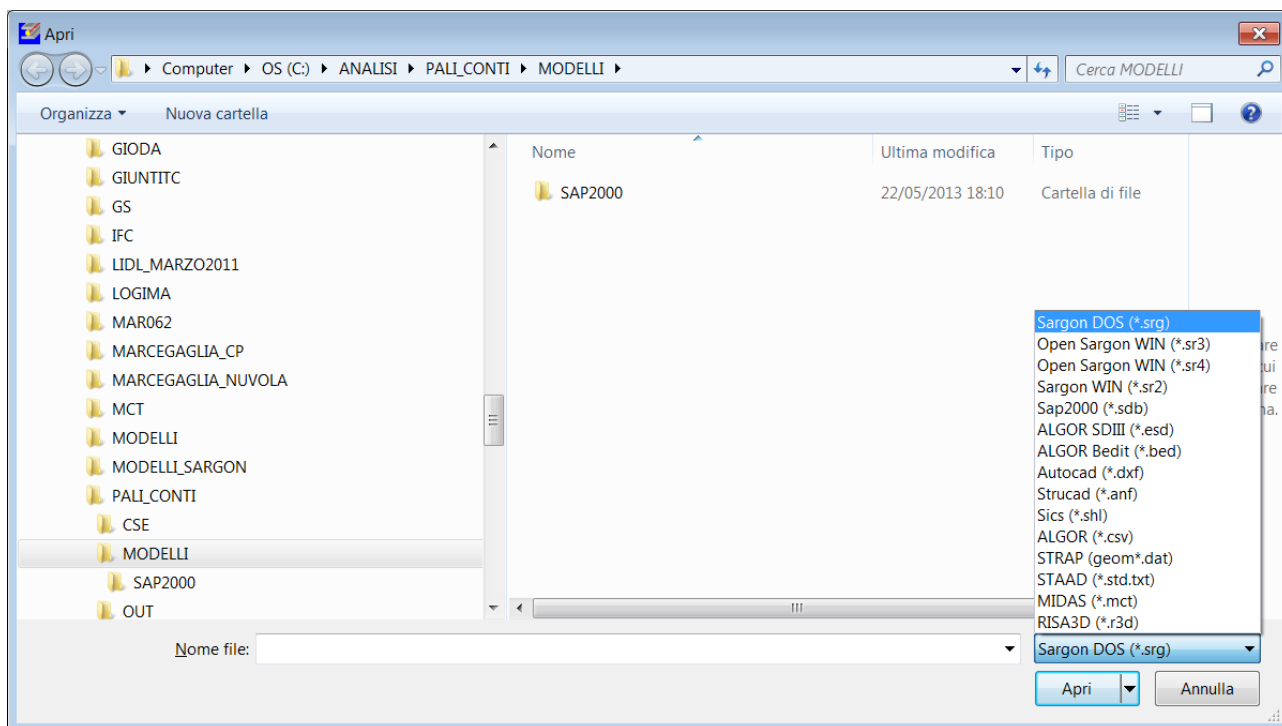 Apri
Computer OS (C:) ANALISI PALI_CONTI MODELLI
Cerca MODELLI
Organizza Nuova cartella
GIODA
GIUNTITC
GS
IFC
LIDL_MARZO2011
LOGIMA
MAR062
MARCEGAGLIA_CP
MARCEGAGLIA_NUVOLA
MCT
MODELLI
MODELLI_SARGON
PALI_CONTI
CSE
MODELLI
SAP2000
OUT
Nome Ultima modifica Tipo
SAP2000 22/05/2013 18:10 Cartella di file
Sargon DOS (*.srg)
Open Sargon WIN (*.sr3)
Open Sargon WIN (*.sr4)
Sargon WIN (*.sr2)
Sap2000 (*.sdb)
ALGOR SDIII (*.esd)
ALGOR Bedit (*.bed)
Autocad (*.dxf)
Strucad (*.anf)
Sics (*.shl)
ALGOR (*.csv)
STRAP (geom*.dat)
STAAD (*.std.txt)
MIDAS (*.mct)
RISA3D (*.r3d)
Nome file: Sargon DOS (*.srg)
Apri Annulla